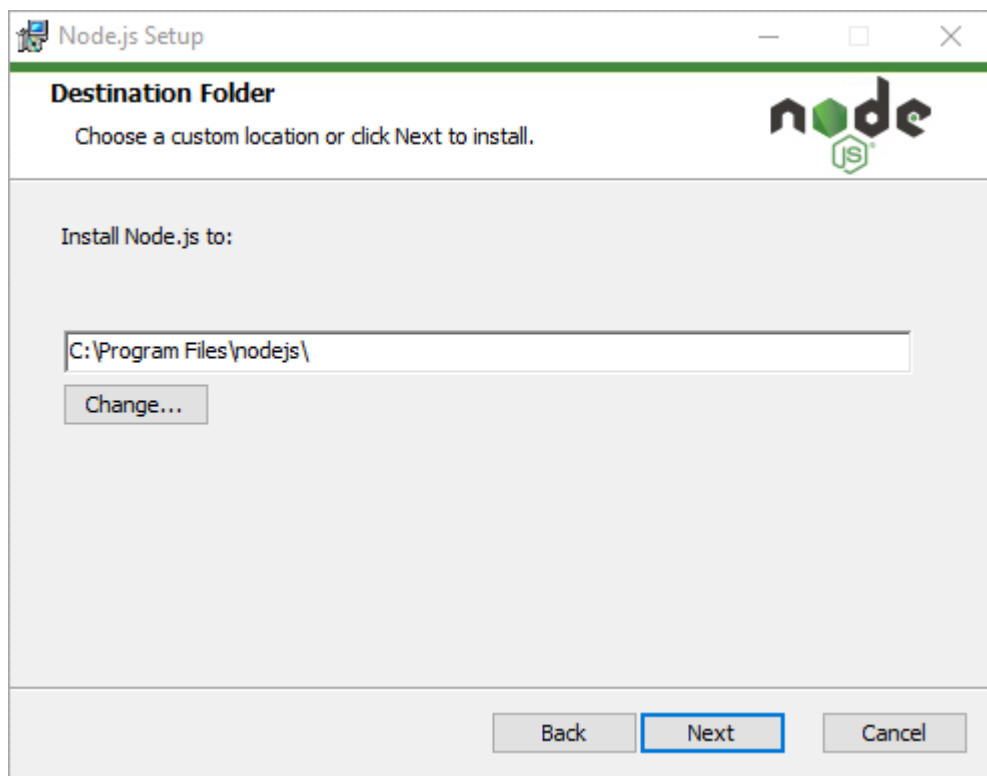 Node.js Setup
Destination Folder
Choose a custom location or click Next to install.
node
JS
Install Node.js to:
C:\Program Files\nodejs\
Change...
Back
Next
Cancel